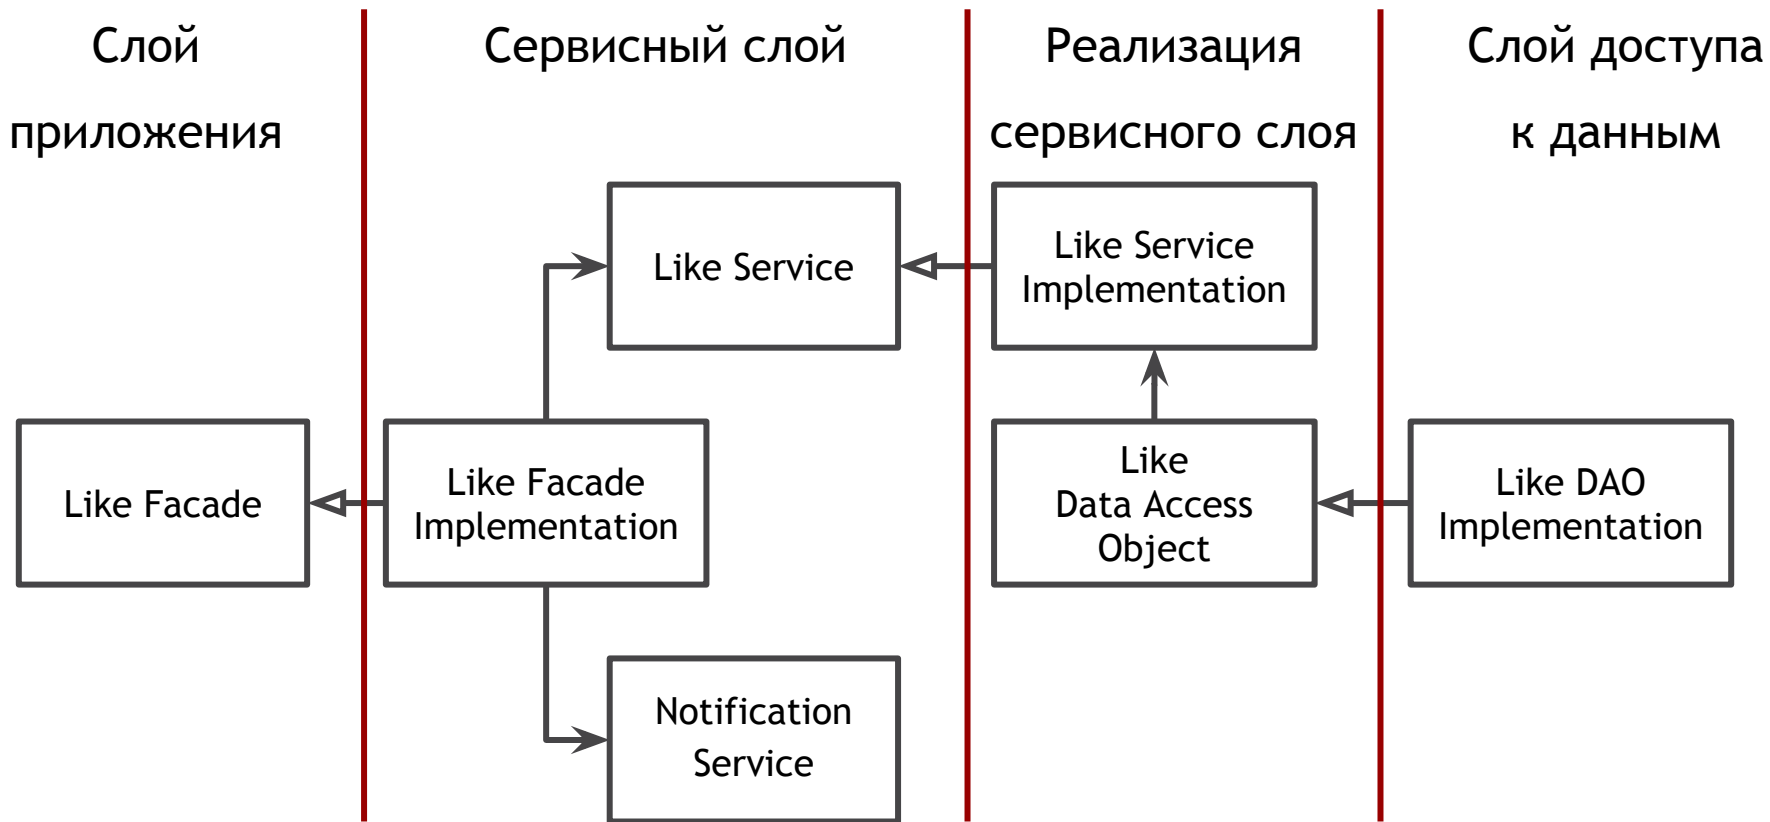 Слой
приложения
Сервисный слой
Реализация
сервисного слоя
Слой доступа
к данным
Like Service
Like Service
Implementation
Like Facade
Like Facade
Implementation
Like
Data Access
Object
Like DAO
Implementation
Notification
Service